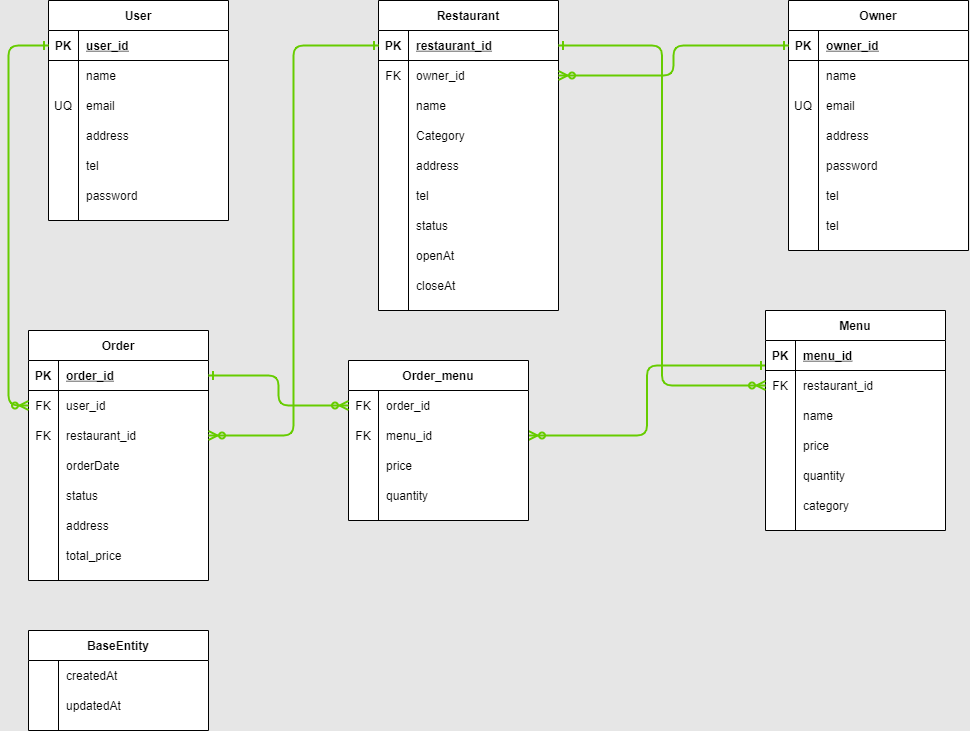 User
PK user_id
name
UQ email
address
tel
password
Restaurant
PK restaurant_id
FK owner_id
name
Category
address
tel
status
openAt
closeAt
Owner
PK owner_id
name
UQ email
address
password
tel
tel
Order
PK order_id
FK user_id
FK restaurant_id
orderDate
status
address
total_price
Order_menu
FK order_id
FK menu_id
price
quantity
Menu
PK menu_id
FK restaurant_id
name
price
quantity
category
BaseEntity
createdAt
updatedAt